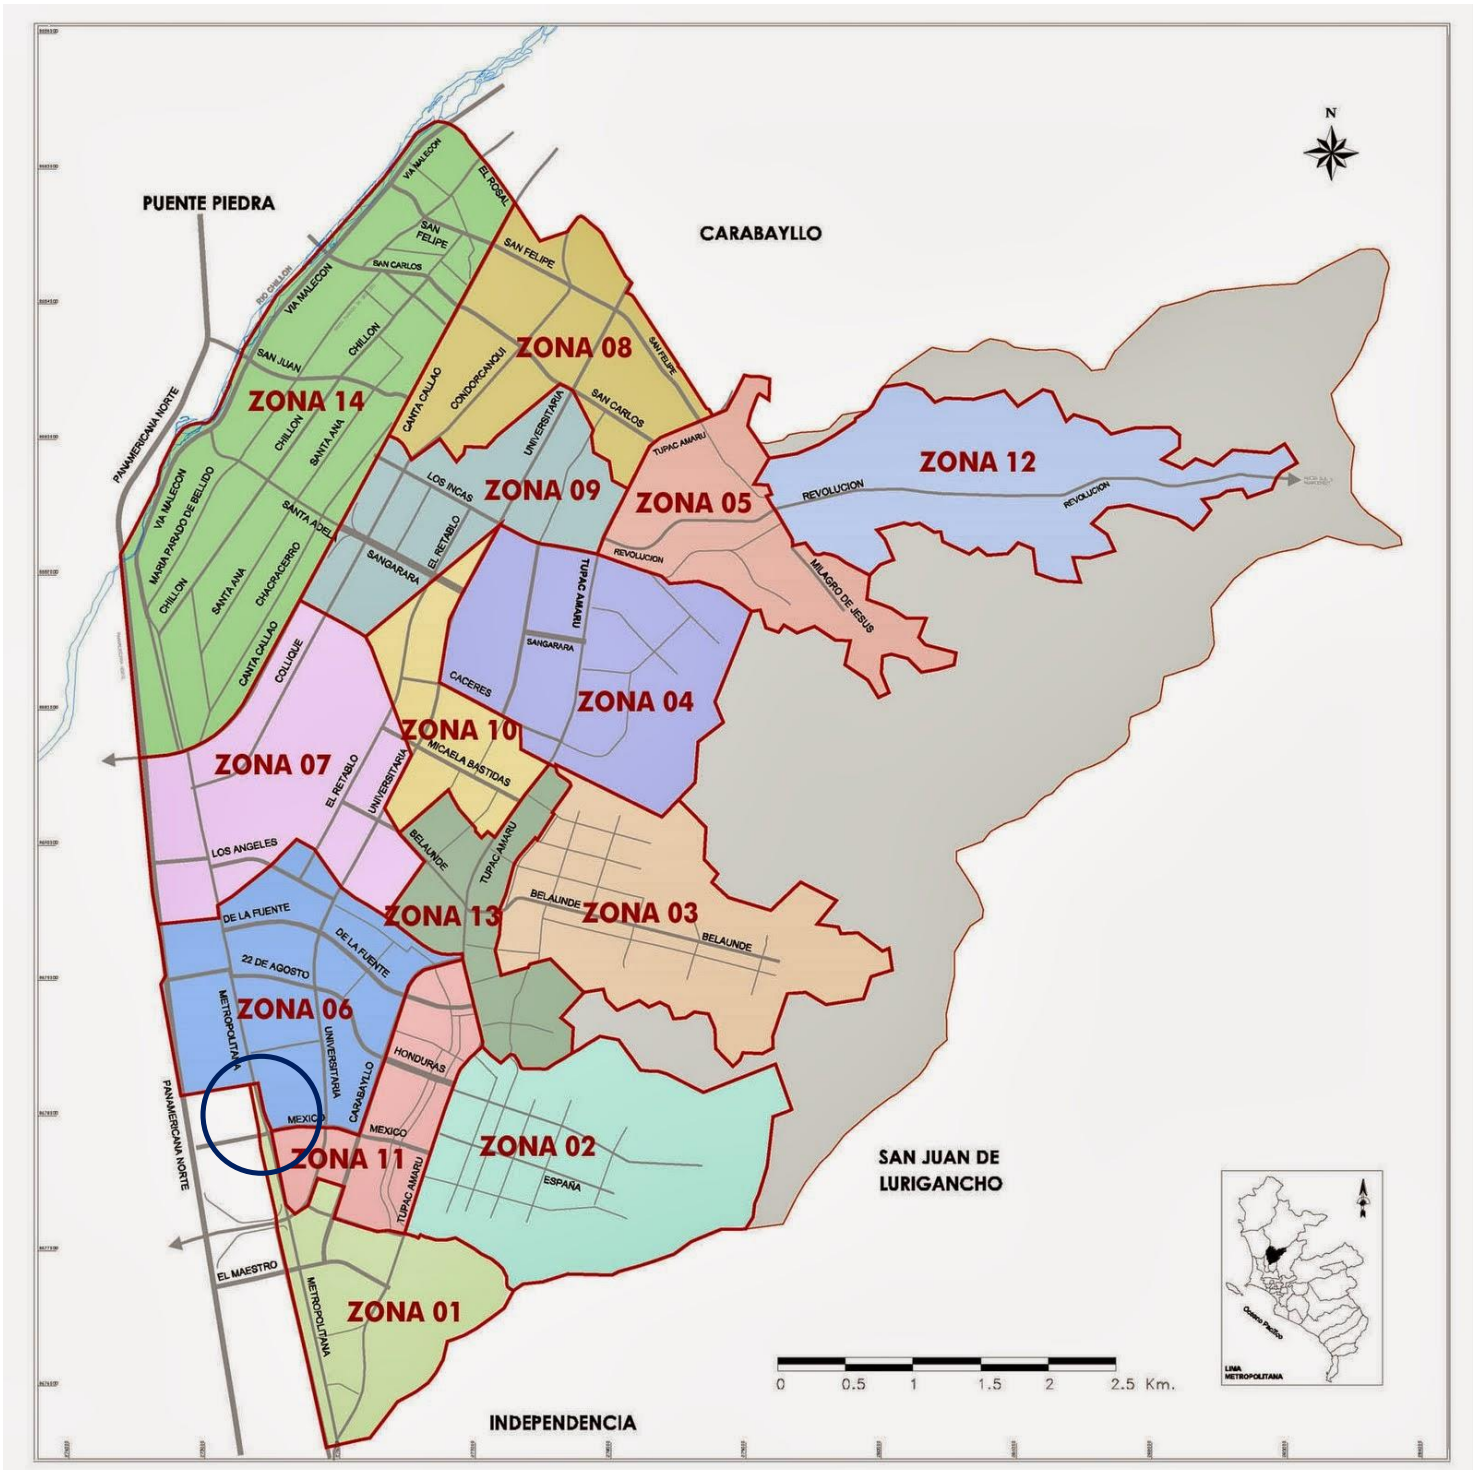 N
PUENTE PIEDRA
CARABAYLLO
VIA MALECON
EL ROSAL
SAN
FELIPE
SAN FELIPE
SAN CARLOS
RIO CHILLON
VIA MALECON
CHILLON
SAN JUAN
ZONA 08
SAN FELIPE
CONDORCANQUI
CANTA CALLAO
SAN CARLOS
ZONA 14
PANAMERICANA NORTE
CHILLON
SANTA ANA
UNIVERSITARIA
TUPAC AMARU
ZONA 12
REVOLUCION
REVOLUCION
LOS INCAS
ZONA 09
ZONA 05
VIA MALECON
MARIA PARADO DE BELLIDO
SANTA ADEL
EL RETABLO
SANGARARA
REVOLUCION
CHILLON
SANTA ANA
CHACRACERRO
TUPAC AMARU
MILAGRO DE JESUS
CANTA CALLAO
COLLIQUE
SANGARARA
CACERES
ZONA 04
ZONA 10
MICAELA BASTIDAS
ZONA 07
EL RETABLO
UNIVERSITARIA
LOS ANGELES
BELAUNDE
TUPAC AMARU
BELAUNDE
ZONA 03
BELAUNDE
ZONA 13
DE LA FUENTE
DE LA FUENTE
22 DE AGOSTO
METROPOLITANA
ZONA 06
UNIVERSITARIA
CARABAYLLO
HONDURAS
PANAMERICANA NORTE
MEXICO
MEXICO
ZONA 11
TUPAC AMARU
ZONA 02
ESPAÑA
SAN JUAN DE
LURIGANCHO
EL MAESTRO
METROPOLITANA
ZONA 01
INDEPENDENCIA
0 0.5 1 1.5 2 2.5 Km.
Oceano Pacifico
LIMA
METROPOLITANA